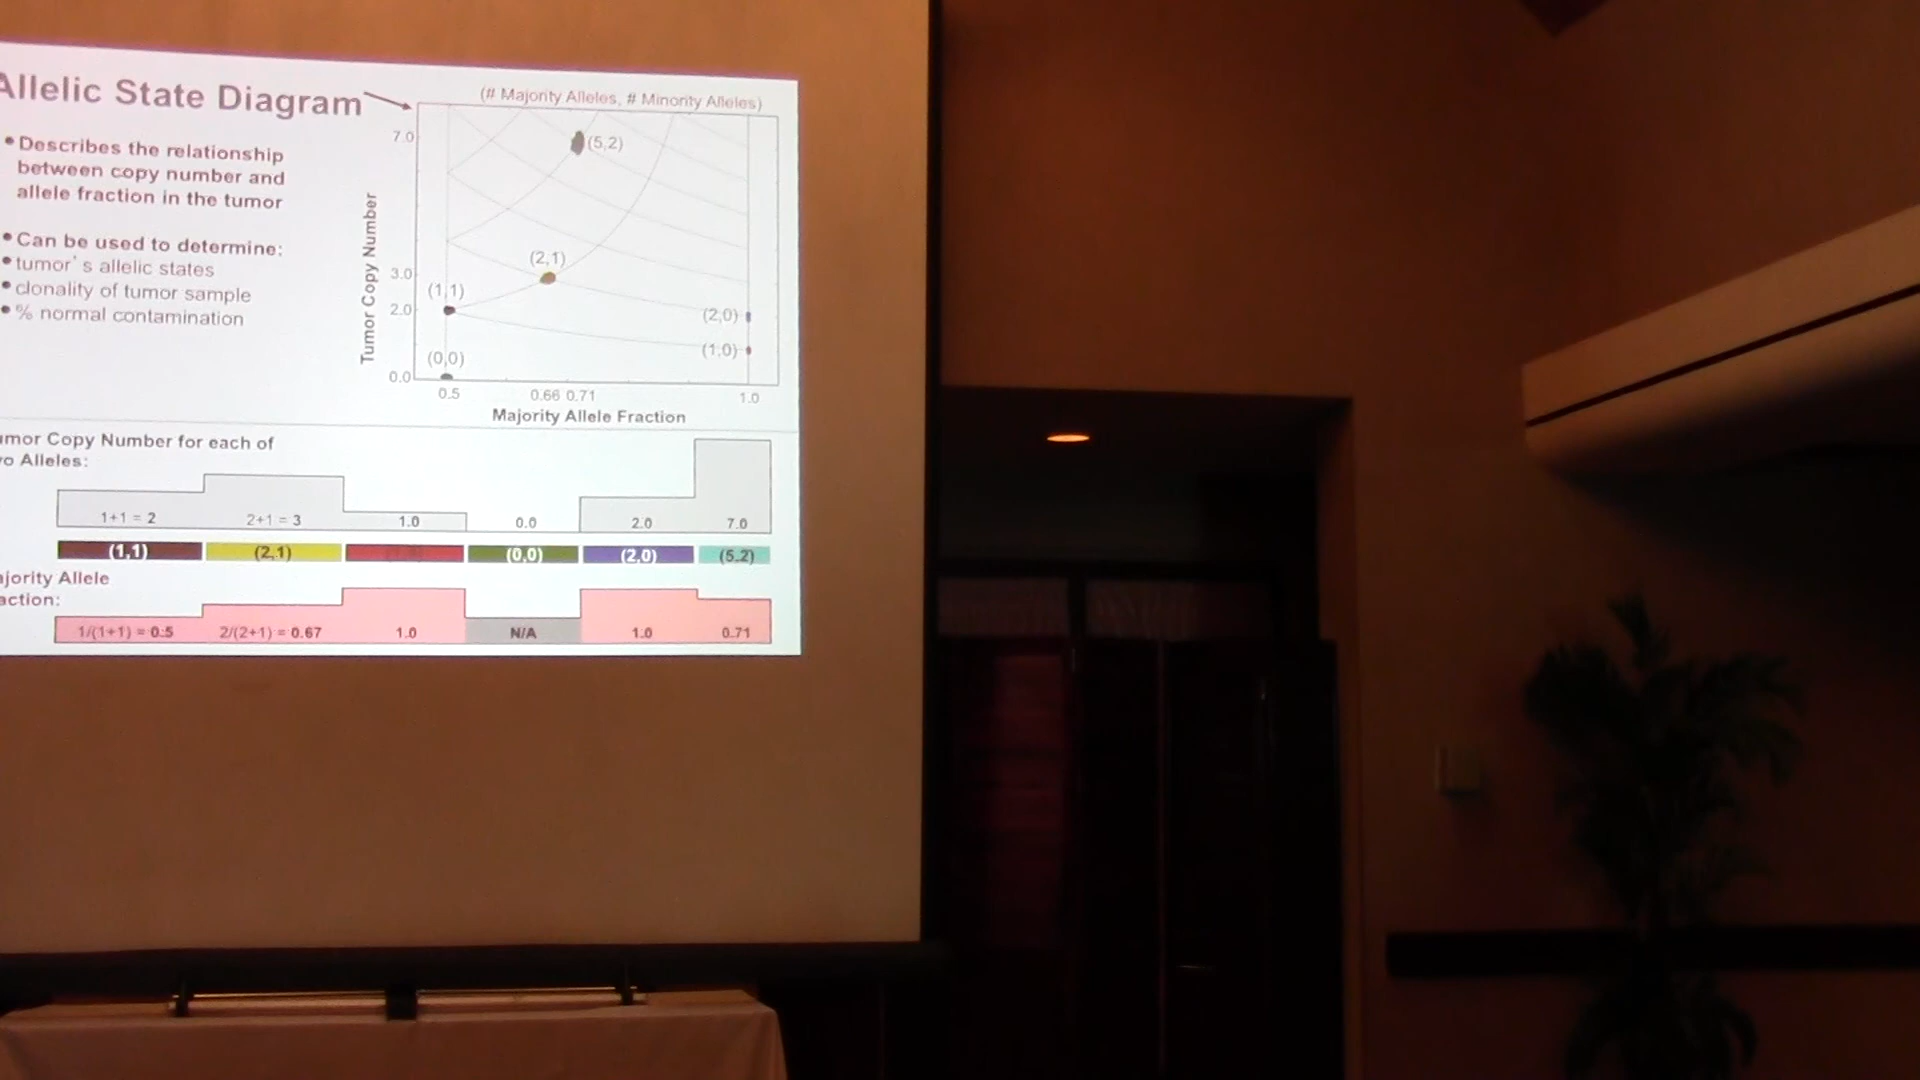 Allelic State Diagram
• Describes the relationship
between copy number and
allele fraction in the tumor
• Can be used to determine:
• tumor's allelic states
• clonality of tumor sample
• % normal contamination
(# Majority Alleles, # Minority Alleles)
7.0
(5,2)
Tumor Copy Number
(2,1)
3.0
(1,1)
2.0
(2,0)
(1,0)
(0,0)
0.0
0.5 0.66 0.71 1.0
Majority Allele Fraction
umor Copy Number for each of
wo Alleles:
1+1 = 2 2+1 = 3 1.0 0.0 2.0 7.0
(1,1) (2,1) (0,0) (2,0) (5,2)
ajority Allele
action:
1/(1+1) = 0.5 2/(2+1) = 0.67 1.0 N/A 1.0 0.71